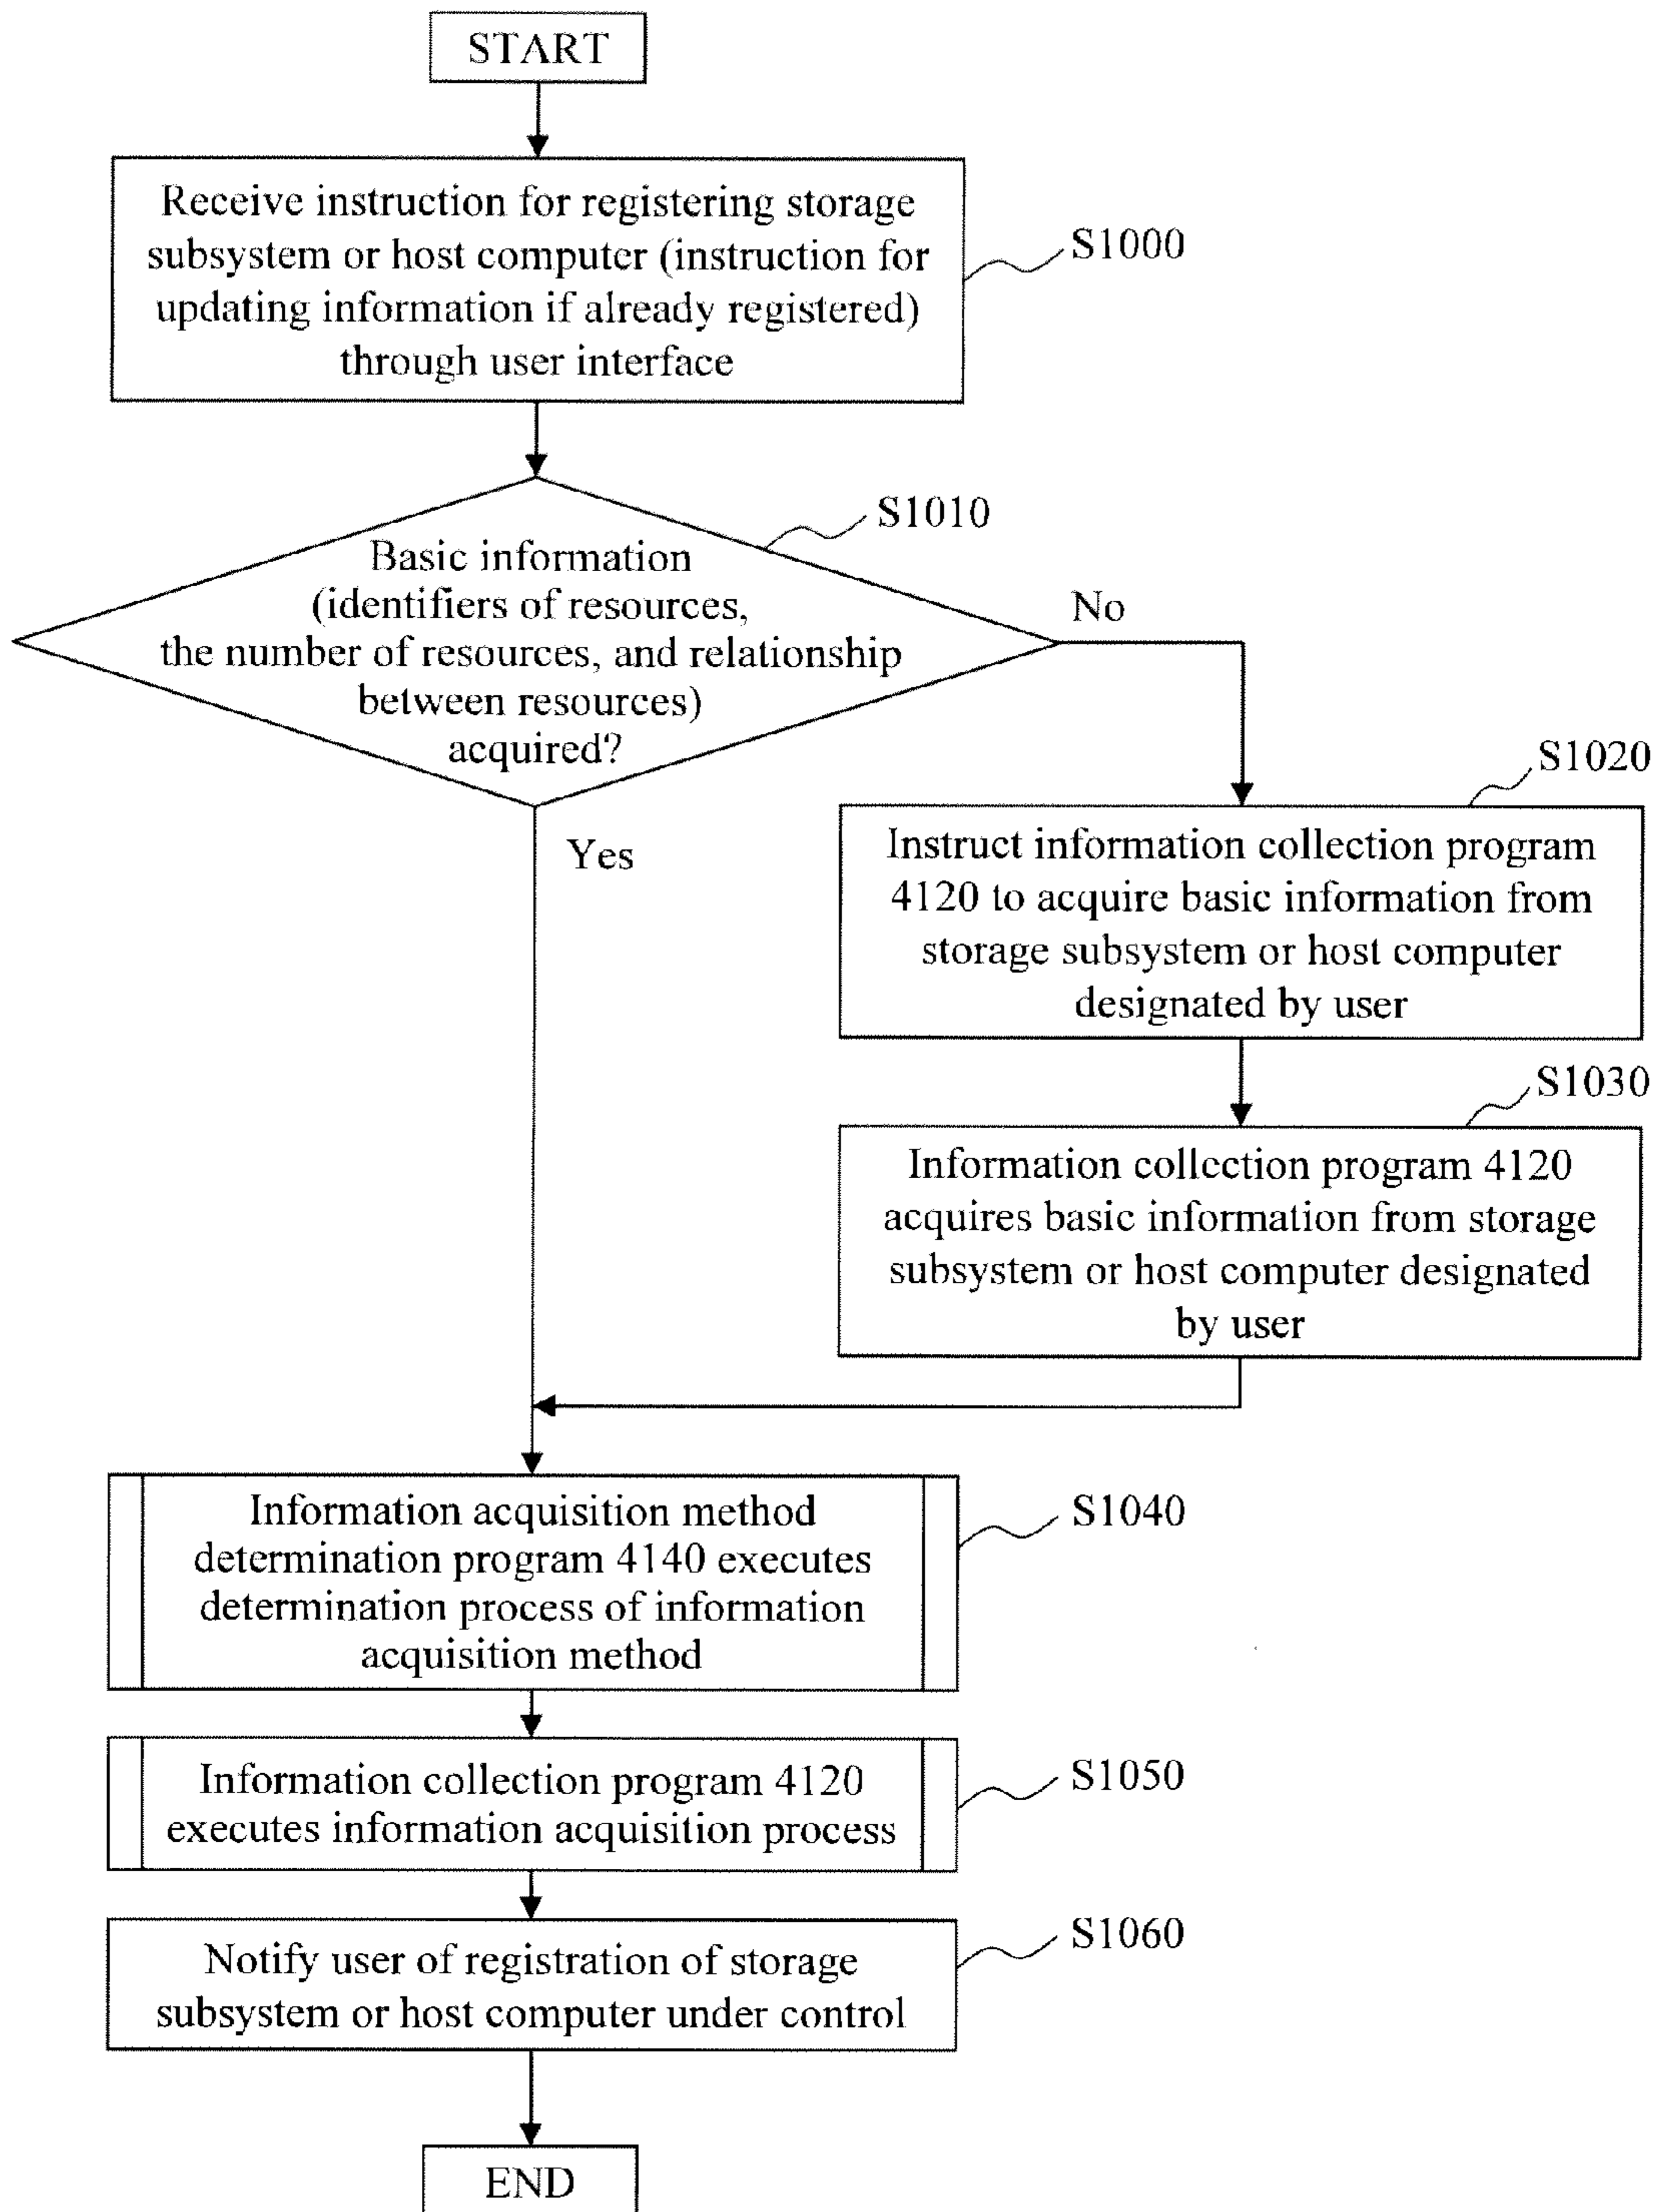 START
Receive instruction for registering storage
subsystem or host computer (instruction for
updating information if already registered)
through user interface
S1000
S1010
Basic information
(identifiers of resources,
the number of resources, and relationship
between resources)
acquired?
No
Yes
S1020
Instruct information collection program
4120 to acquire basic information from
storage subsystem or host computer
designated by user
S1030
Information collection program 4120
acquires basic information from storage
subsystem or host computer designated
by user
Information acquisition method
determination program 4140 executes
determination process of information
acquisition method
S1040
Information collection program 4120
executes information acquisition process
S1050
Notify user of registration of storage
subsystem or host computer under control
S1060
END